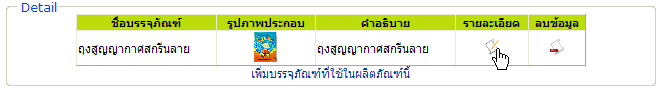 Detail
ชื่อบรรจุภัณฑ์ รูปภาพประกอบ คำอธิบาย รายละเอียด ลบข้อมูล
ถุงสูญญากาศสกรีนลาย ถุงสูญญากาศสกรีนลาย
เพิ่มบรรจุภัณฑ์ที่ใช้ในผลิตภัณฑ์นี้